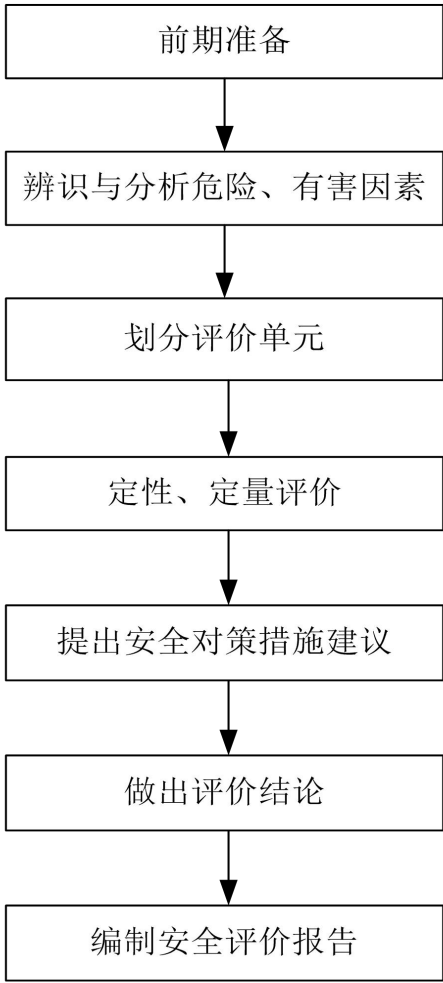 前期准备
辨识与分析危险、有害因素
划分评价单元
定性、定量评价
提出安全对策措施建议
做出评价结论
编制安全评价报告